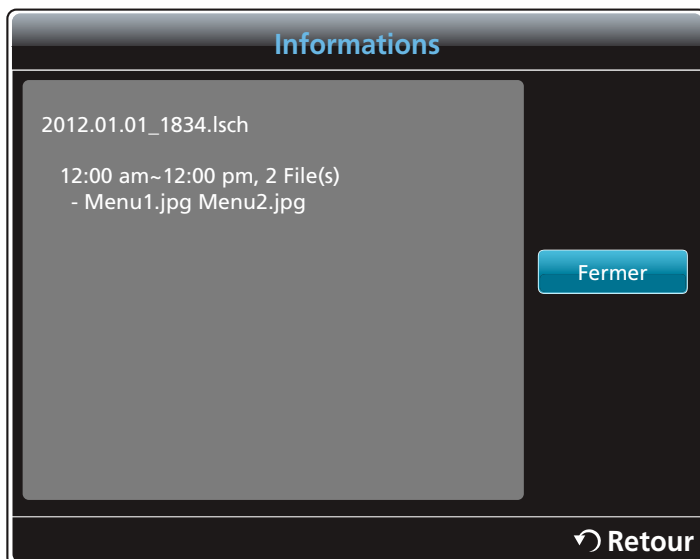 Informations
2012.01.01_1834.lsch
12:00 am~12:00 pm, 2 File(s)
- Menu1.jpg Menu2.jpg
Fermer
Retour